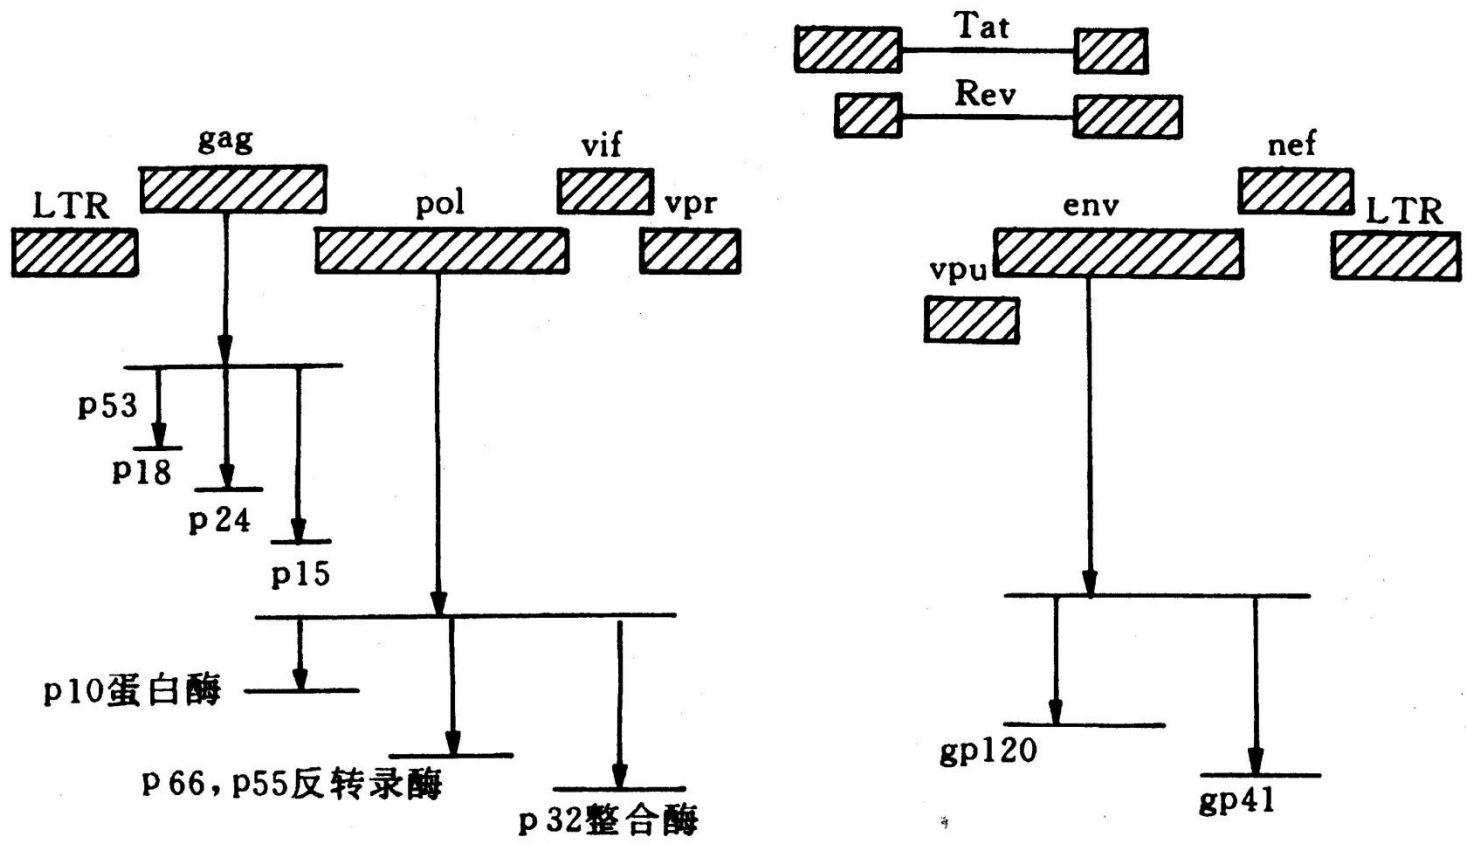 Tat
Rev
gag
vif
nef
LTR
pol
vpr
env
LTR
vpu
p53
p18
p24
p15
p10蛋白酶
p66,p55反转录酶
p32整合酶
gp120
gp41